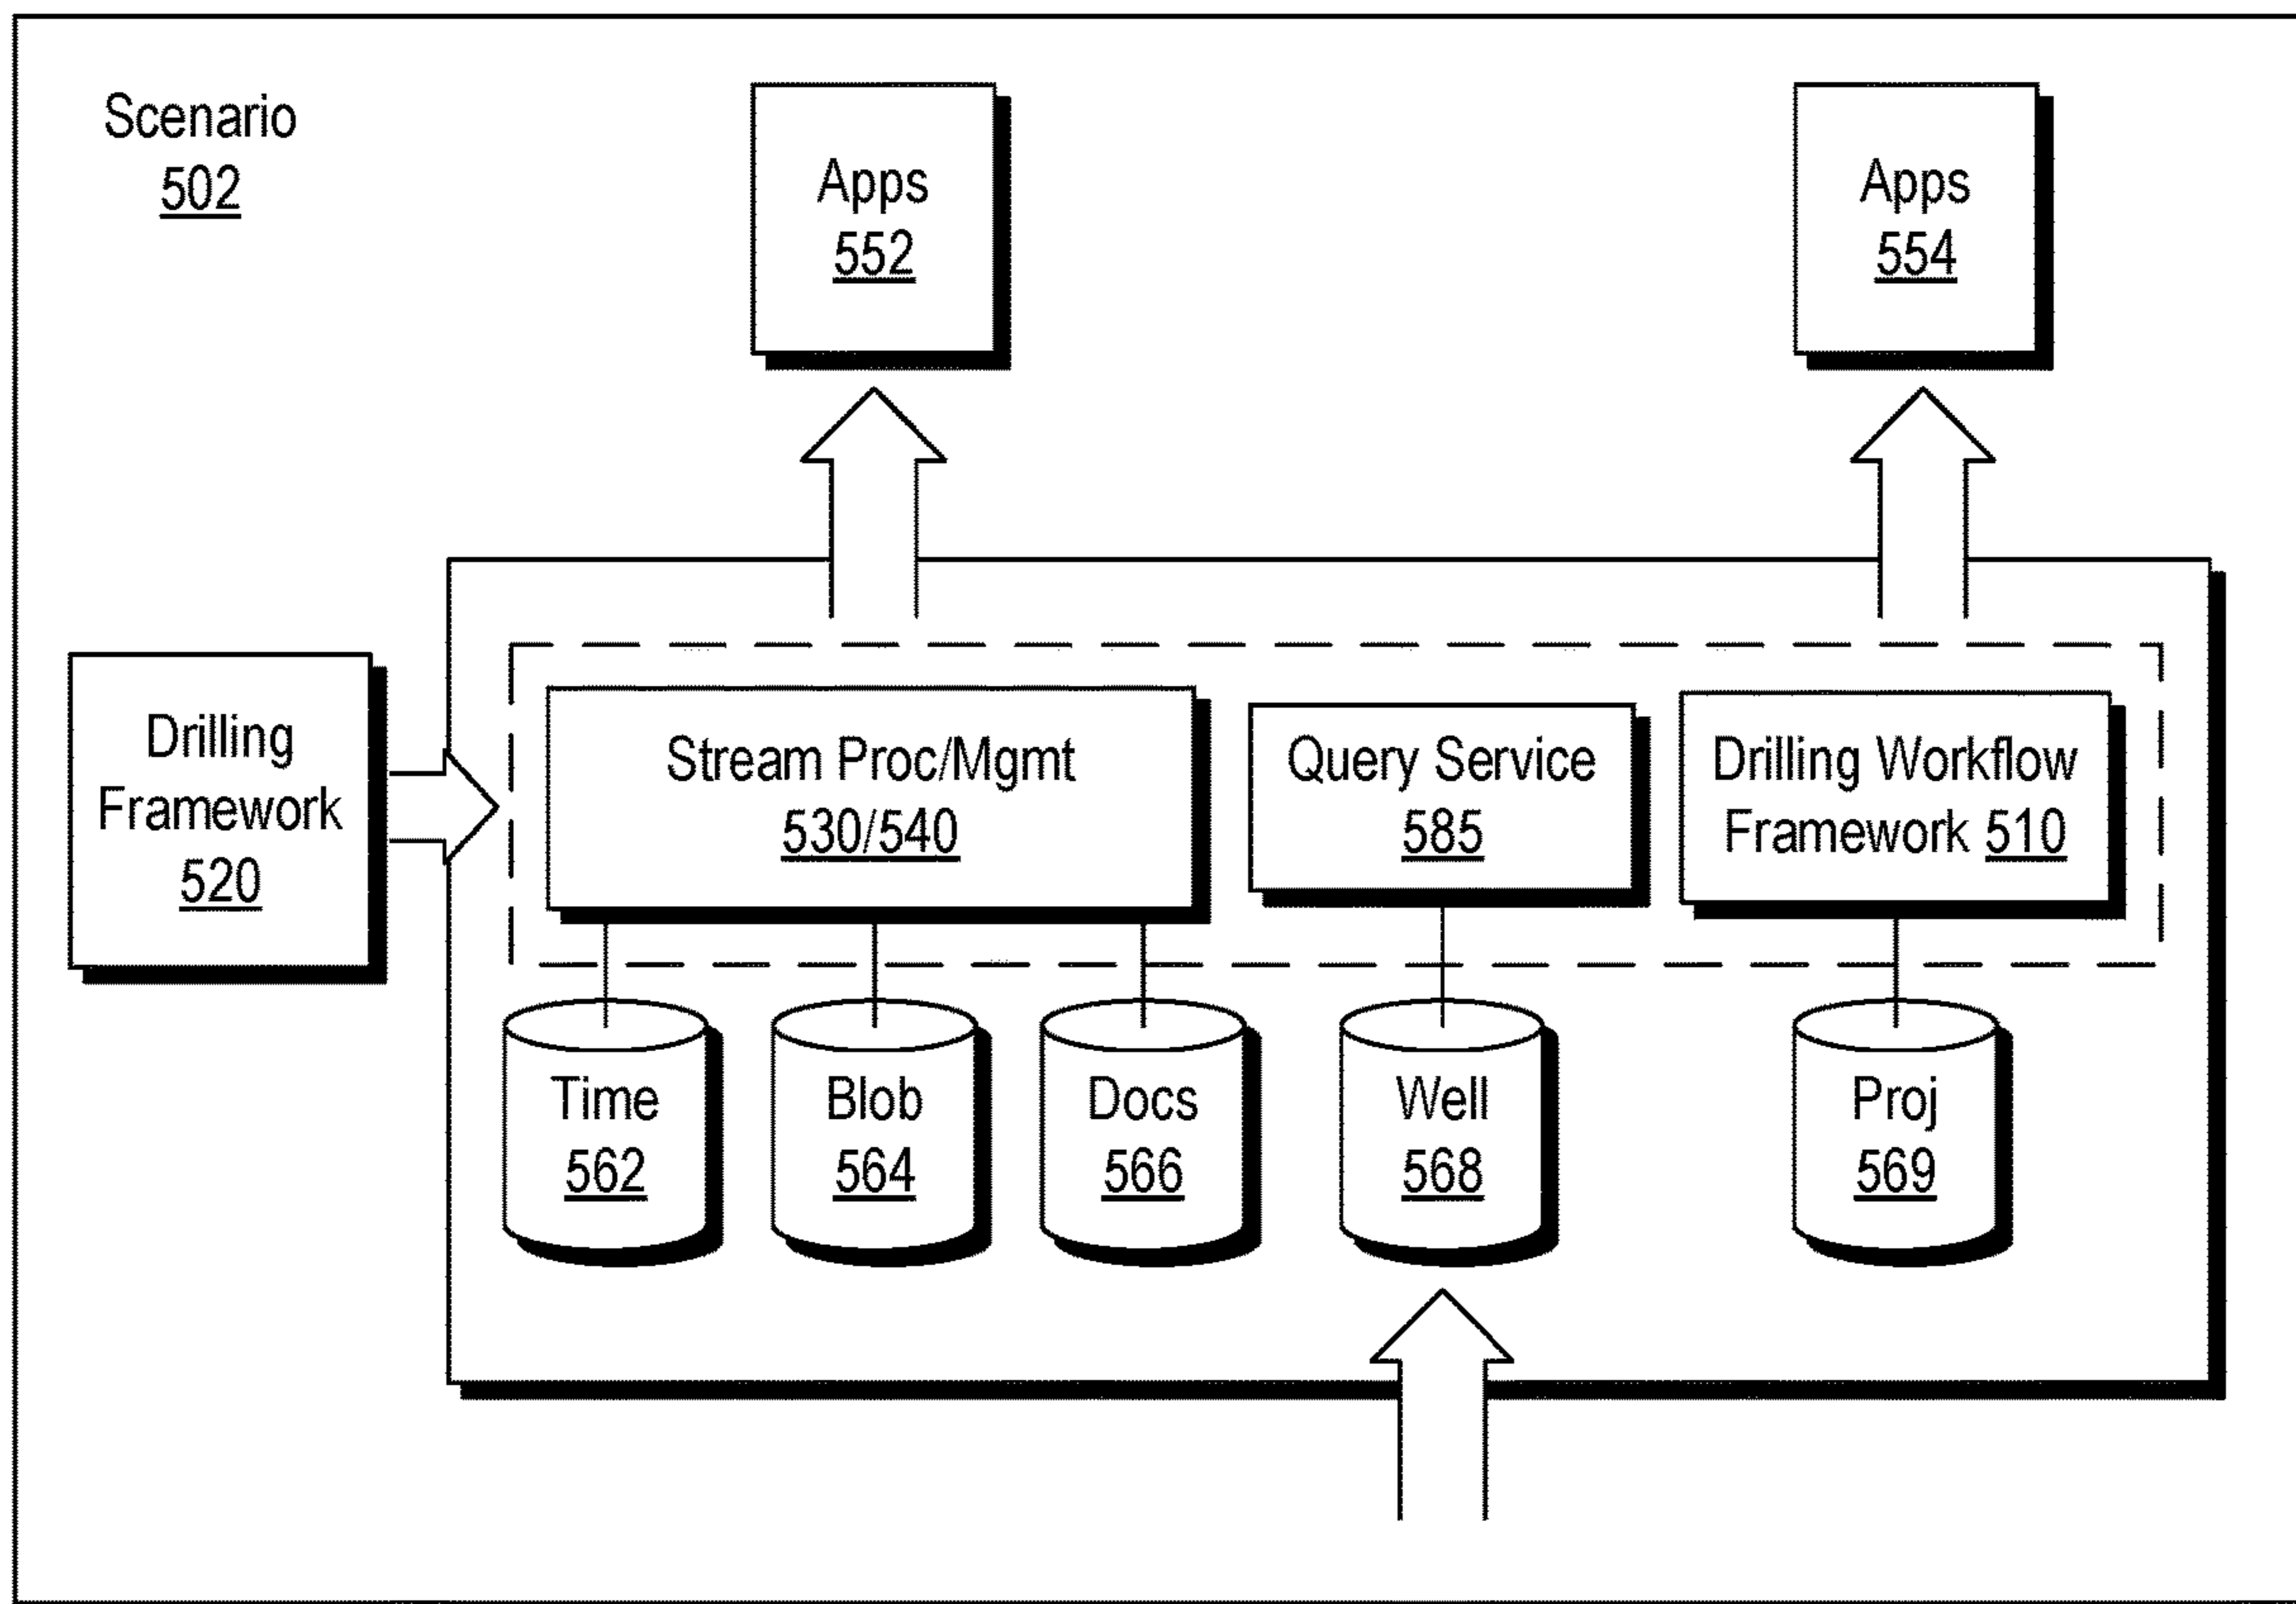 Scenario
502
Apps
552
Apps
554
Drilling
Framework
520
Stream Proc/Mgmt
530/540
Query Service
585
Drilling Workflow
Framework 510
Time
562
Blob
564
Docs
566
Well
568
Proj
569